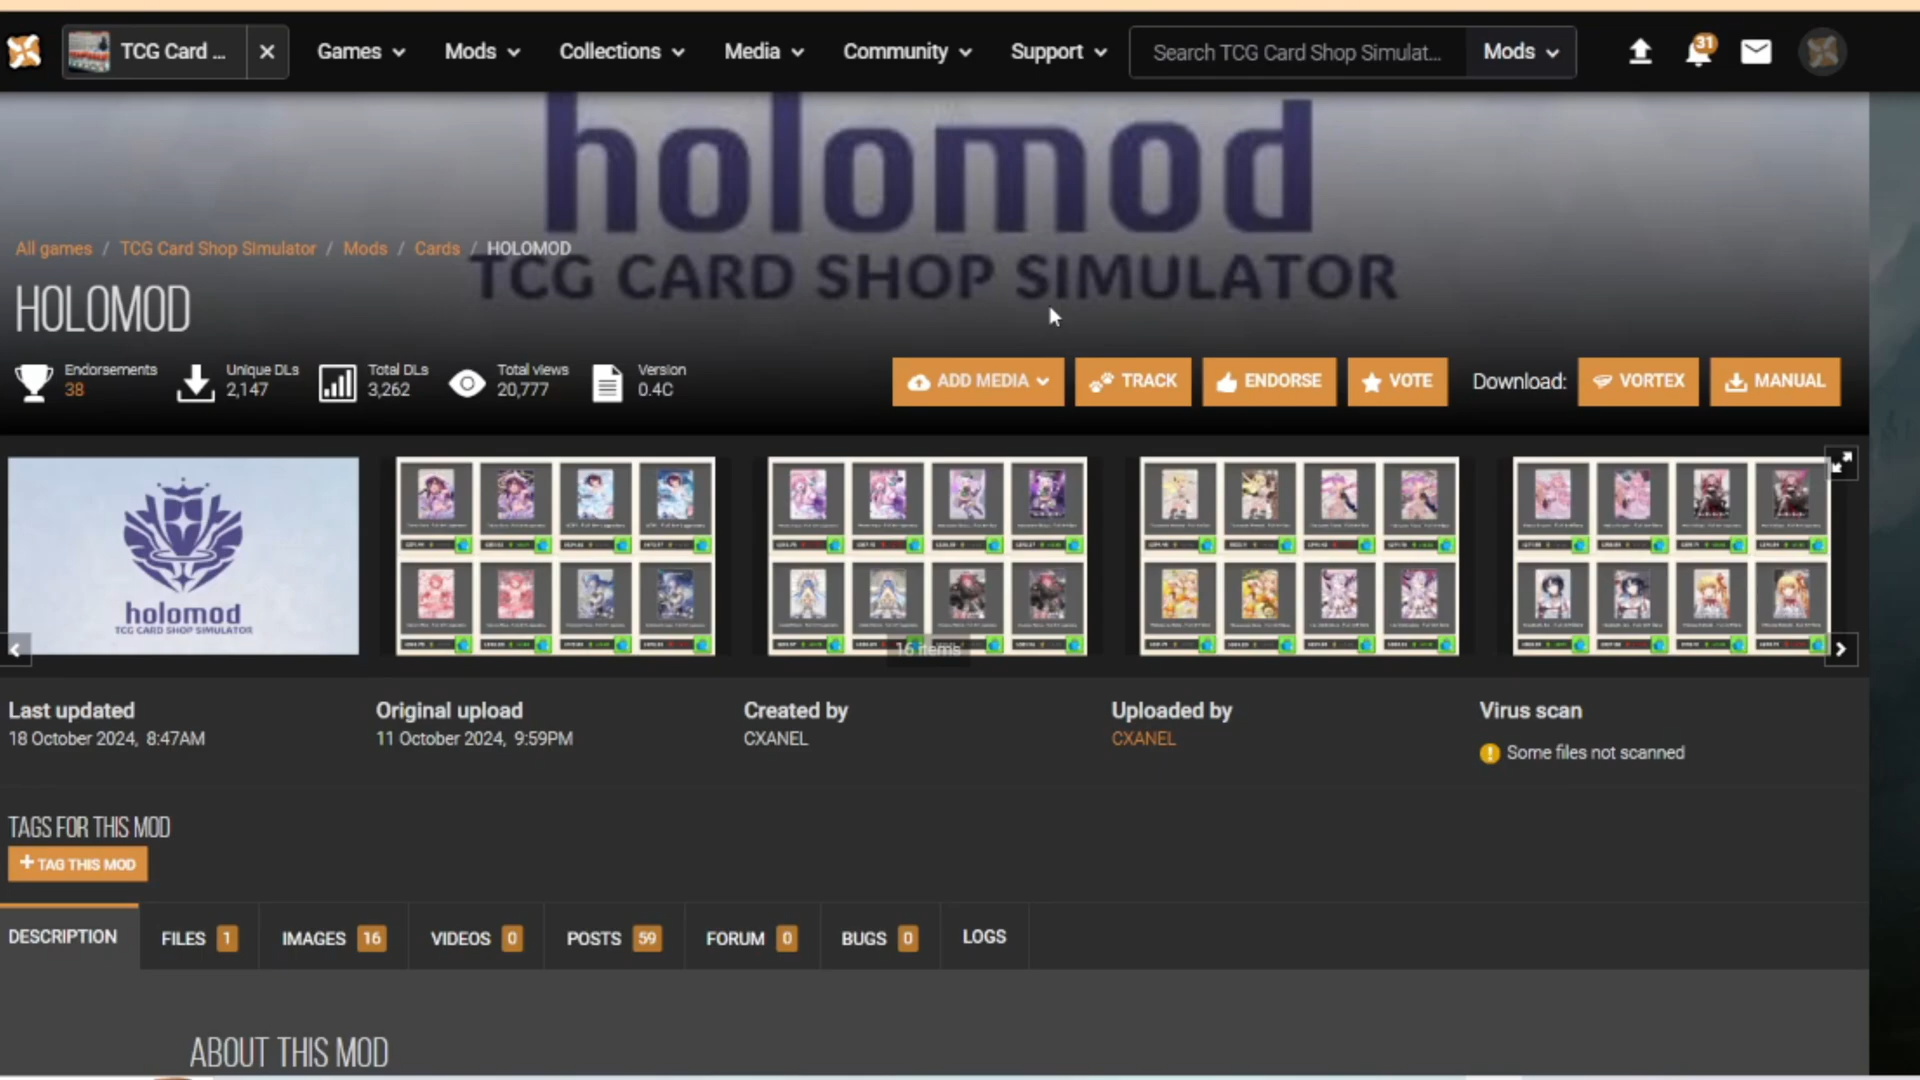 TCG Card ...
Games
Mods
Collections
Media
Community
Support
Search TCG Card Shop Simulat...
Mods
31
holomod
TCG CARD SHOP SIMULATOR
All games / TCG Card Shop Simulator / Mods / Cards / HOLOMOD
HOLOMOD
Endorsements
38
Unique DLs
2,147
Total DLs
3,262
Total views
20,777
Version
0.4C
ADD MEDIA
TRACK
ENDORSE
VOTE
Download:
VORTEX
MANUAL
holomod
TCG CARD SHOP SIMULATOR
16 items
Last updated
18 October 2024, 8:47AM
Original upload
11 October 2024, 9:59PM
Created by
CXANEL
Uploaded by
CXANEL
Virus scan
Some files not scanned
TAGS FOR THIS MOD
+ TAG THIS MOD
DESCRIPTION
FILES 1
IMAGES 16
VIDEOS 0
POSTS 59
FORUM 0
BUGS 0
LOGS
ABOUT THIS MOD